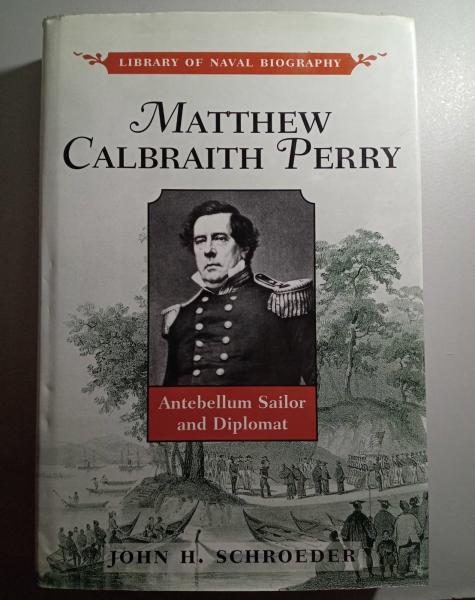 LIBRARY OF NAVAL BIOGRAPHY
MATTHEW
CALBRAITH PERRY
Antebellum Sailor
and Diplomat
JOHN H. SCHROEDER